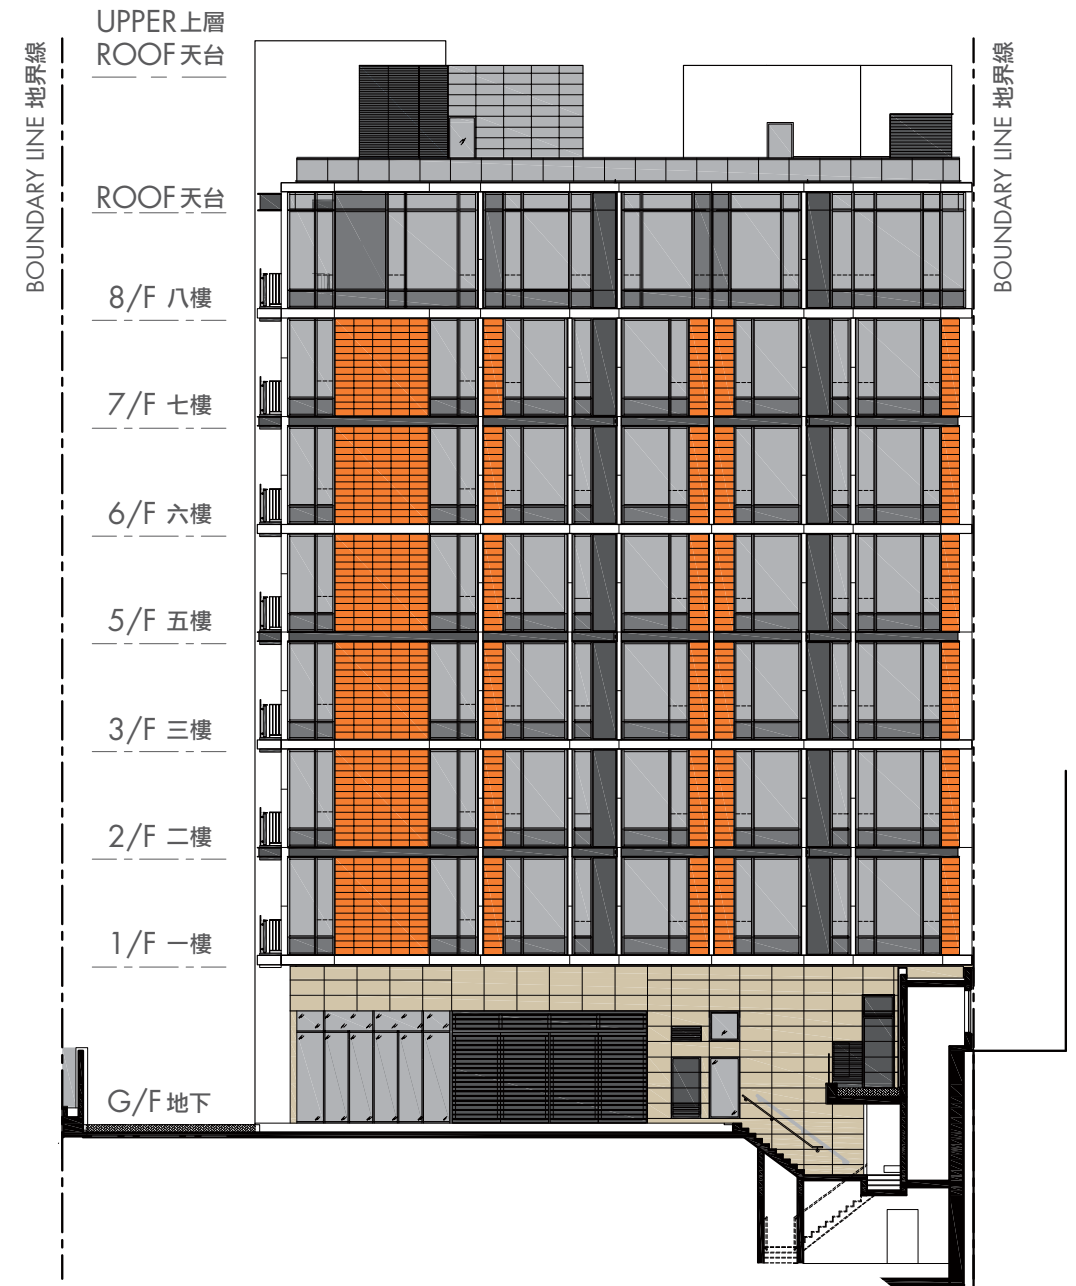 UPPER 上層
ROOF 天台
BOUNDARY LINE 地界線
BOUNDARY LINE 地界線
ROOF 天台
8/F 八樓
7/F 七樓
6/F 六樓
5/F 五樓
3/F 三樓
2/F 二樓
1/F 一樓
G/F 地下